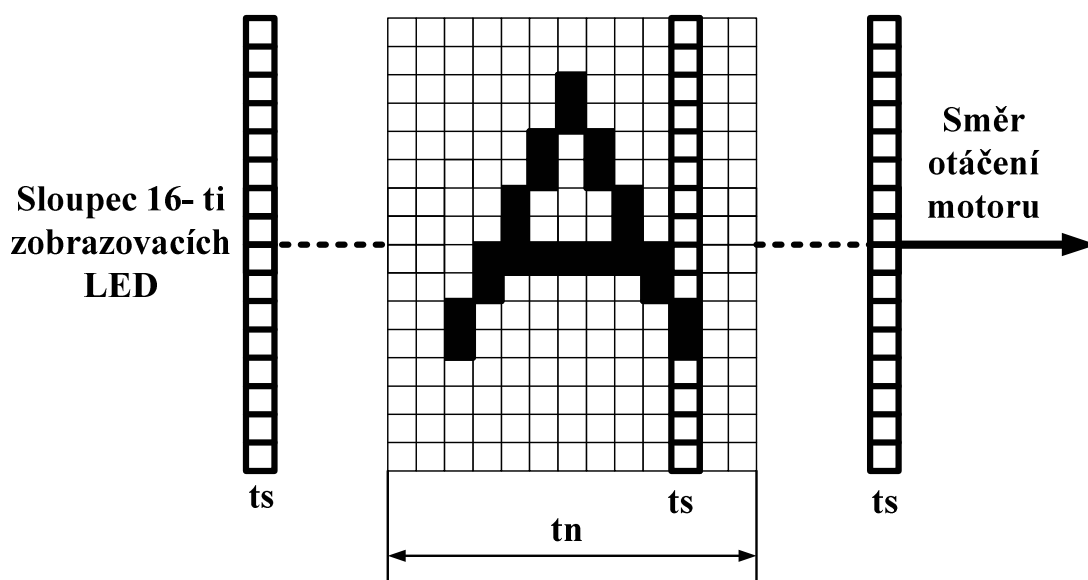 Sloupec 16- ti
zobrazovacích
LED
A
Směr
otáčení
motoru
ts
ts
ts
tn